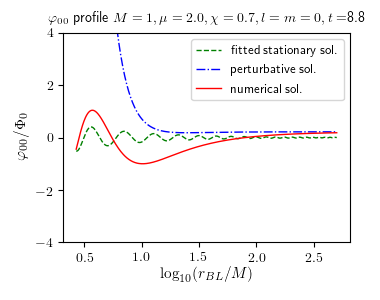 φ₀₀ profile M = 1, μ = 2.0, χ = 0.7, l = m = 0, t =8.8
fitted stationary sol.
perturbative sol.
numerical sol.
φ₀₀/Φ₀
4
2
0
−2
−4
0.5 1.0 1.5 2.0 2.5
log₁₀(r_BL/M)